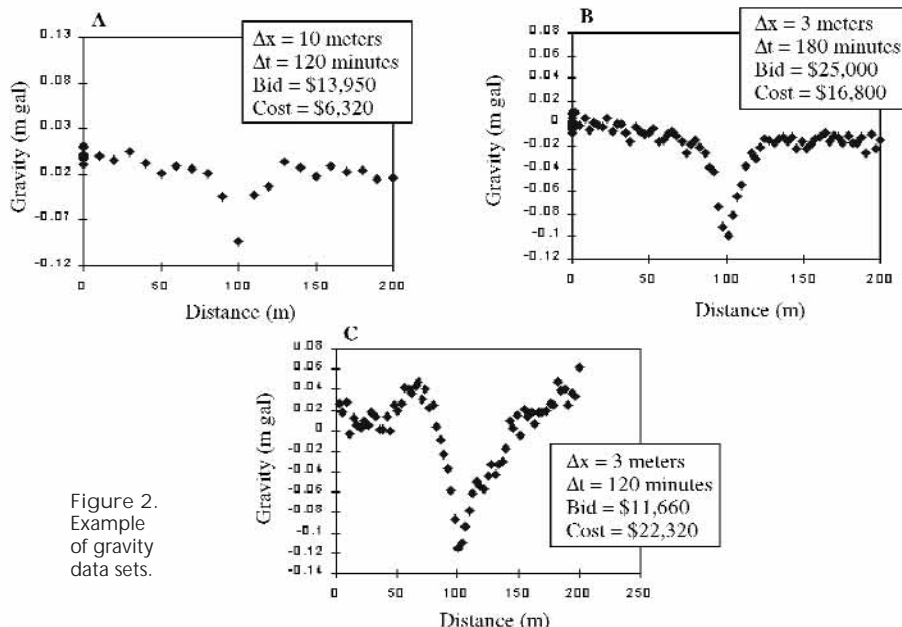 A
0.13
0.08
0.03
0.02
-0.07
-0.12
Gravity (m gal)
0
50
100
150
200
Distance (m)
Δx = 10 meters
Δt = 120 minutes
Bid = $13,950
Cost = $6,320
B
0.08
0.06
0.04
0.02
0
-0.02
-0.04
-0.06
-0.08
-0.1
-0.12
Gravity (m gal)
0
50
100
150
200
Distance (m)
Δx = 3 meters
Δt = 180 minutes
Bid = $25,000
Cost = $16,800
C
0.08
0.06
0.04
0.02
0
-0.02
-0.04
-0.06
-0.08
-0.1
-0.12
-0.14
Gravity (m gal)
0
50
100
150
200
250
Distance (m)
Δx = 3 meters
Δt = 120 minutes
Bid = $11,660
Cost = $22,320
Figure 2.
Example
of gravity
data sets.